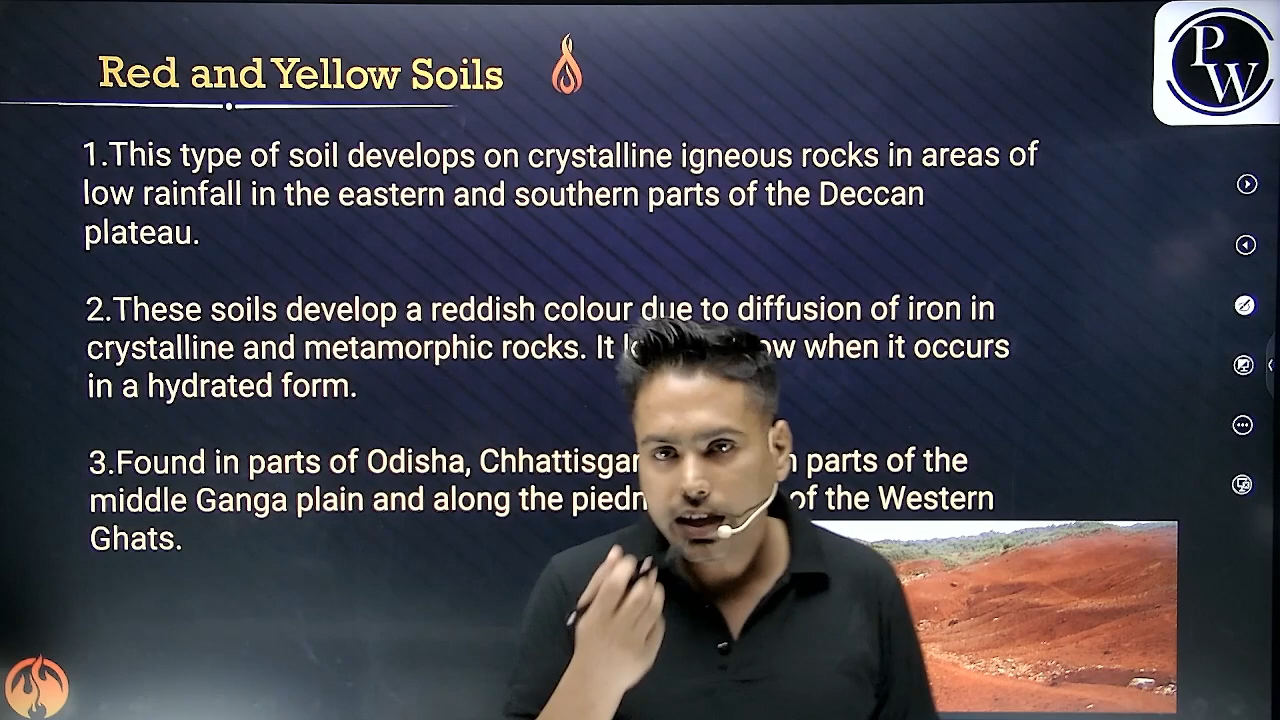 Red and Yellow Soils
PW
1.This type of soil develops on crystalline igneous rocks in areas of
low rainfall in the eastern and southern parts of the Deccan
plateau.
2.These soils develop a reddish colour due to diffusion of iron in
crystalline and metamorphic rocks. It when it occurs
in a hydrated form.
3.Found in parts of Odisha, parts of the
middle Ganga plain and along the of the Western
Ghats.